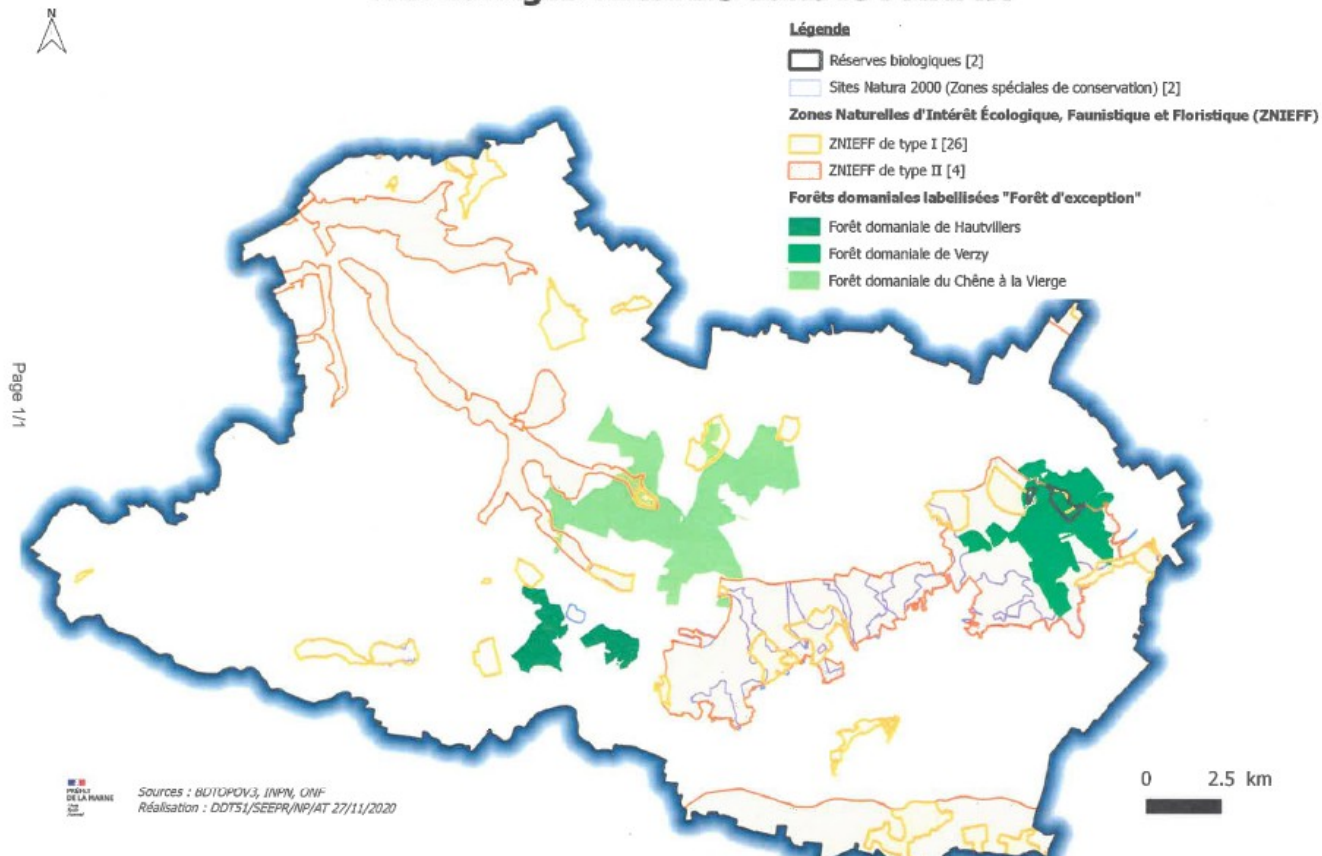 N
Légende
Réserves biologiques [2]
Sites Natura 2000 (Zones spéciales de conservation) [2]
Zones Naturelles d'Intérêt Écologique, Faunistique et Floristique (ZNIEFF)
ZNIEFF de type I [26]
ZNIEFF de type II [4]
Forêts domaniales labellisées "Forêt d'exception"
Forêt domaniale de Hautvillers
Forêt domaniale de Verzy
Forêt domaniale du Chêne à la Vierge
Page 1/1
0 2.5 km
PRÉFET
DE LA MARNE
Sources : BDTOPOV3, INPN, ONF
Réalisation : DDT51/SEEPR/NP/AT 27/11/2020